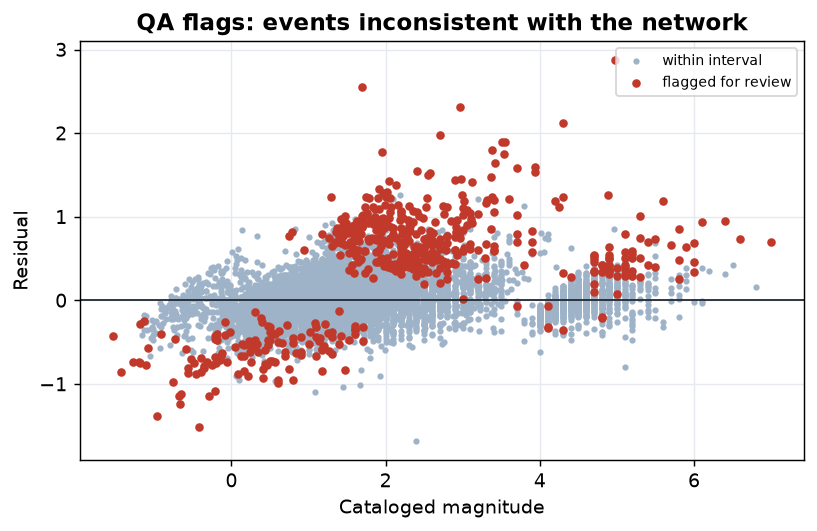 QA flags: events inconsistent with the network
within interval
flagged for review
3
2
1
0
−1
Residual
0
2
4
6
Cataloged magnitude